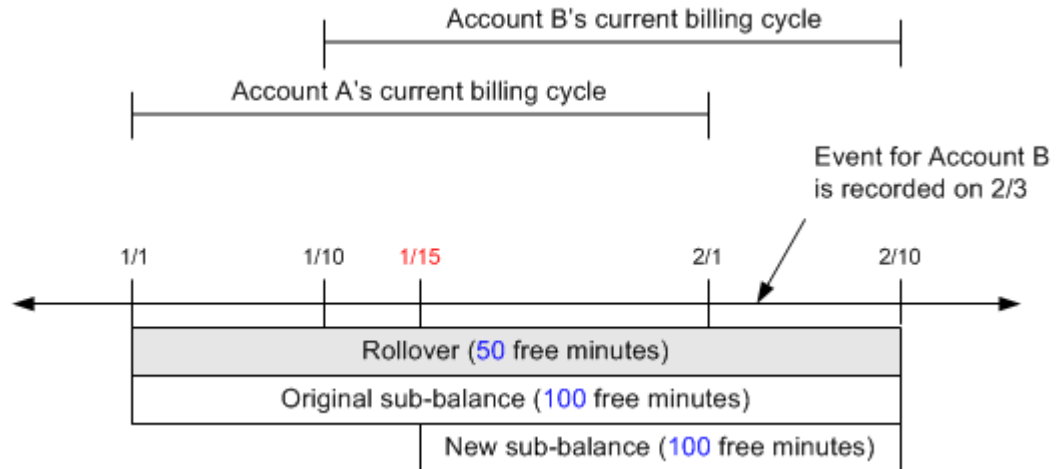 Account B's current billing cycle
Account A's current billing cycle
Event for Account B
is recorded on 2/3
1/1
1/10
1/15
2/1
2/10
Rollover (50 free minutes)
Original sub-balance (100 free minutes)
New sub-balance (100 free minutes)